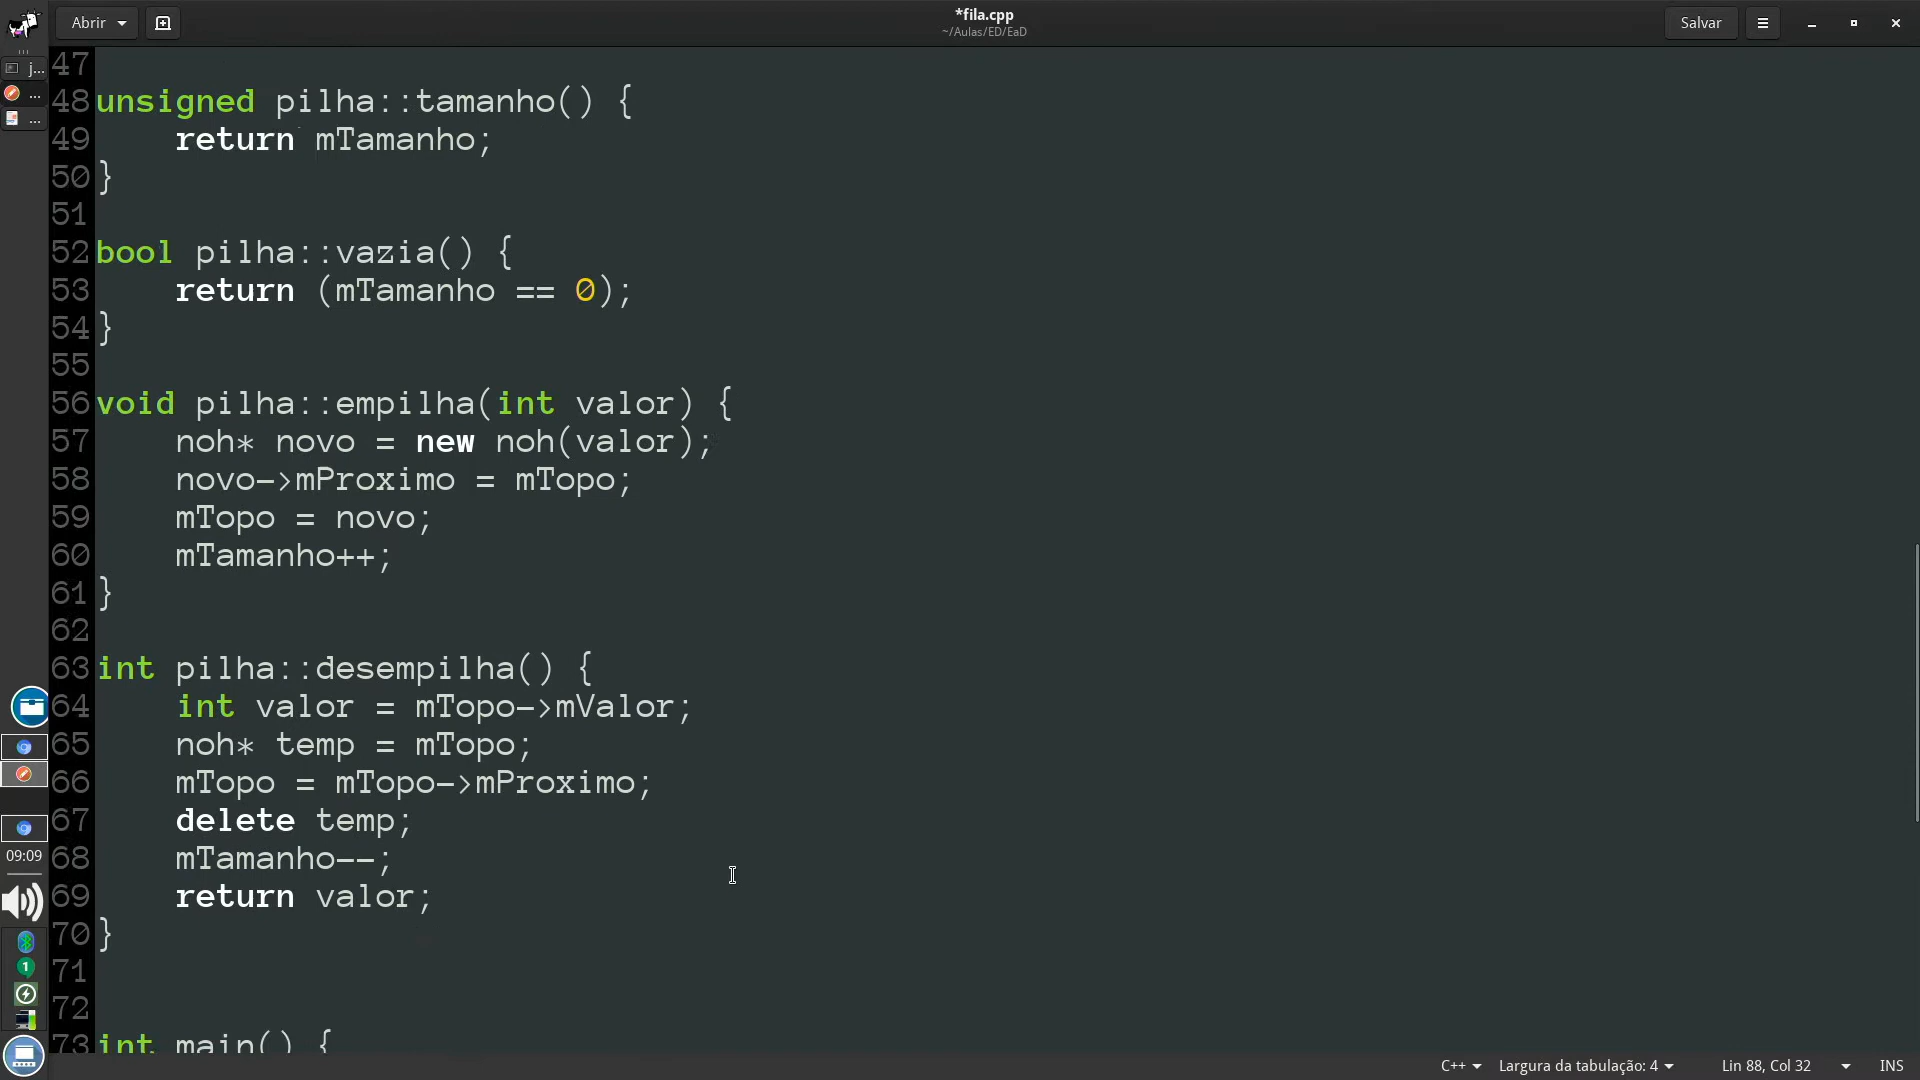 Abrir
*fila.cpp
~/Aulas/ED/EaD
Salvar
j...
...
...
47
48 unsigned pilha::tamanho() {
49     return mTamanho;
50 }
51
52 bool pilha::vazia() {
53     return (mTamanho == 0);
54 }
55
56 void pilha::empilha(int valor) {
57     noh* novo = new noh(valor);
58     novo->mProximo = mTopo;
59     mTopo = novo;
60     mTamanho++;
61 }
62
63 int pilha::desempilha() {
64     int valor = mTopo->mValor;
65     noh* temp = mTopo;
66     mTopo = mTopo->mProximo;
67     delete temp;
68     mTamanho--;
69     return valor;
70 }
71
72
73 int main() {
09:09
1
C++
Largura da tabulação: 4
Lin 88, Col 32
INS